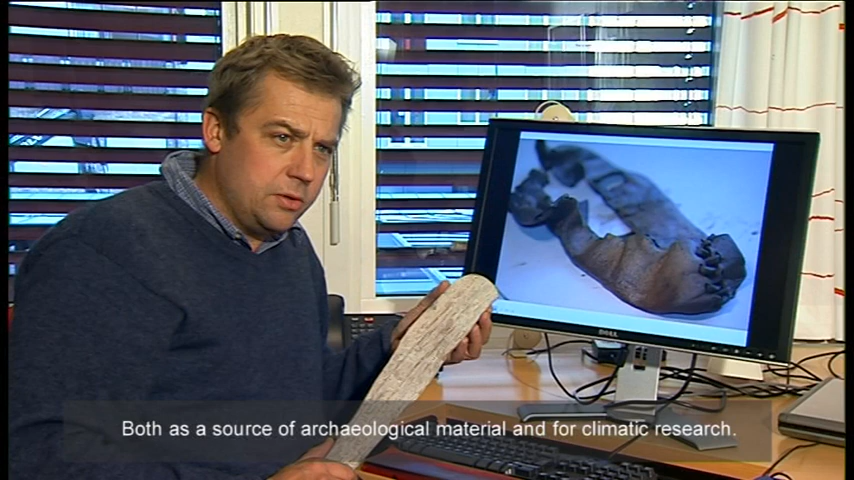 DELL
Both as a source of archaeological material and for climatic research.